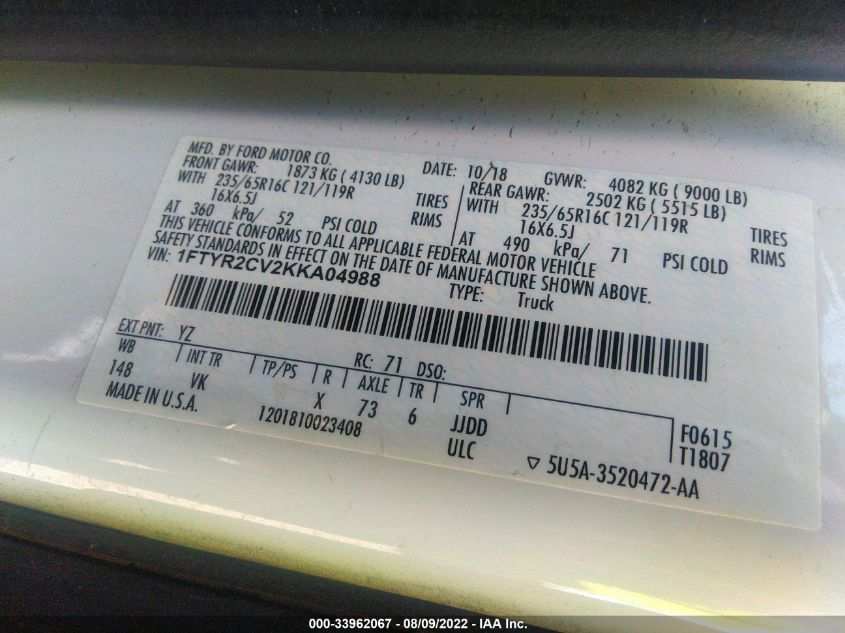 MFD. BY FORD MOTOR CO. DATE: 10/18 GVWR: 4082 KG ( 9000 LB)
FRONT GAWR: 1873 KG ( 4130 LB) REAR GAWR: 2502 KG ( 5515 LB)
WITH 235/65R16C 121/119R TIRES WITH 235/65R16C 121/119R TIRES
16X6.5J RIMS 16X6.5J RIMS
AT 360 kPa/ 52 PSI COLD AT 490 kPa/ 71 PSI COLD
THIS VEHICLE CONFORMS TO ALL APPLICABLE FEDERAL MOTOR VEHICLE
SAFETY STANDARDS IN EFFECT ON THE DATE OF MANUFACTURE SHOWN ABOVE.
VIN: 1FTYR2CV2KKA04988 TYPE: Truck
EXT PNT: YZ RC: 71 DSO:
WB INT TR TP/PS R AXLE TR SPR
148 VK X 73 6 JJDD F0615
MADE IN U.S.A. 1201810023408 ULC T1807
▽ 5U5A-3520472-AA
000-33962067 - 08/09/2022 - IAA Inc.